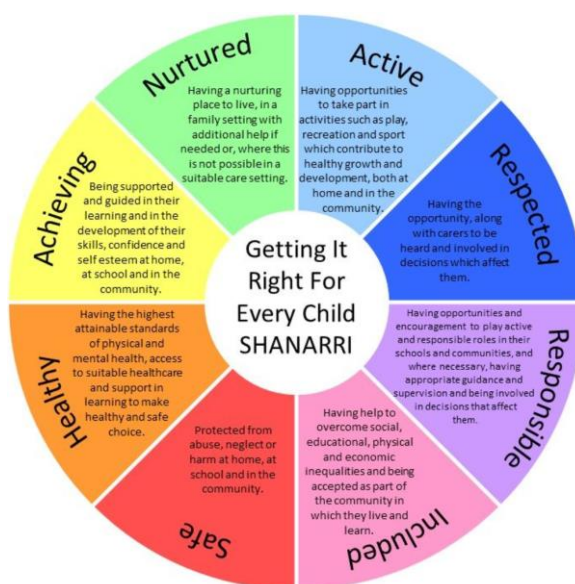 Getting It
Right For
Every Child
SHANARRI
Safe
Protected from
abuse, neglect or
harm at home, at
school and in the
community.
Healthy
Having the highest
attainable standards
of physical and
mental health, access
to suitable healthcare
and support in
learning to make
healthy and safe
choice.
Achieving
Being supported
and guided in their
learning and in the
development of their
skills, confidence and
self esteem at home,
at school and in the
community.
Nurtured
Having a nurturing
place to live, in a
family setting with
additional help if
needed or, where this
is not possible in a
suitable care setting.
Active
Having opportunities
to take part in
activities such as play,
recreation and sport
which contribute to
healthy growth and
development, both at
home and in the
community.
Respected
Having the
opportunity, along
with carers to be
heard and involved in
decisions which affect
them.
Responsible
Having opportunities and
encouragement to play active
and responsible roles in their
schools and communities, and
where necessary, having
appropriate guidance and
supervision and being involved
in decisions that affect
them.
Included
Having help to
overcome social,
educational, physical
and economic
inequalities and being
accepted as part of
the community in
which they live and
learn.